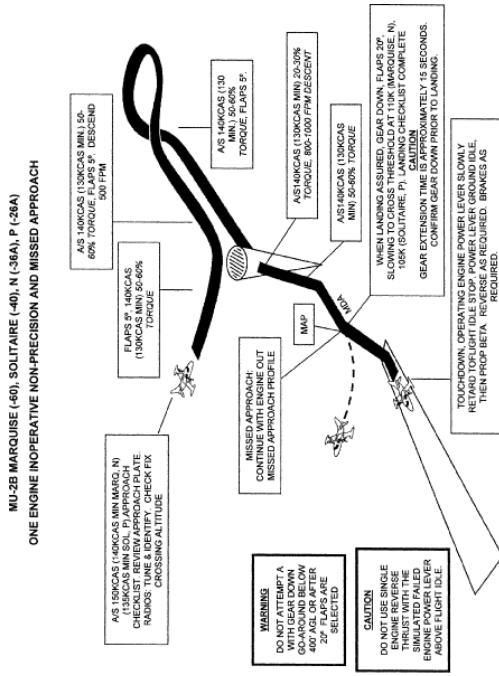 MU-2B MARQUISE (-60), SOLITAIRE (-40), N (-36A), P (-26A)
ONE ENGINE INOPERATIVE NON-PRECISION AND MISSED APPROACH
A/S 150KCAS (140KCAS MIN MARQ, N)
(135KCAS MIN SOL, P) APPROACH
CHECKLIST. REVIEW APPROACH PLATE.
RADIOS: TUNE & IDENTIFY. CHECK FIX
CROSSING ALTITUDE
FLAPS 5°, 140KCAS
(130KCAS MIN) 50-60%
TORQUE
A/S 140KCAS (130KCAS MIN.) 50-
60% TORQUE, FLAPS 5°. DESCEND
500 FPM
A/S 140KCAS (130
MIN.) 50-60%
TORQUE, FLAPS 5°.
A/S140KCAS (130KCAS MIN) 20-30%
TORQUE, 800-1000 FPM DESCENT
A/S140KCAS (130KCAS
MIN) 50-60% TORQUE
MDA
MAP
MISSED APPROACH:
CONTINUE WITH ENGINE OUT
MISSED APPROACH PROFILE
WHEN LANDING ASSURED, GEAR DOWN, FLAPS 20°,
SLOWING TO CROSS THRESHOLD AT 110K (MARQUISE, N),
105K (SOLITAIRE, P). LANDING CHECKLIST COMPLETE
CAUTION
GEAR EXTENSION TIME IS APPROXIMATELY 15 SECONDS.
CONFIRM GEAR DOWN PRIOR TO LANDING.
TOUCHDOWN, OPERATING ENGINE POWER LEVER SLOWLY
RETARD TOFLIGHT IDLE STOP. POWER LEVER GROUND IDLE,
THEN PROP BETA. REVERSE AS REQUIRED. BRAKES AS
REQUIRED.
WARNING
DO NOT ATTEMPT A
WITH GEAR DOWN
GO-AROUND BELOW
400' AGL OR AFTER
20° FLAPS ARE
SELECTED
CAUTION
DO NOT USE SINGLE
ENGINE REVERSE
THRUST WITH THE
SIMULATED FAILED
ENGINE POWER LEVER
ABOVE FLIGHT IDLE.